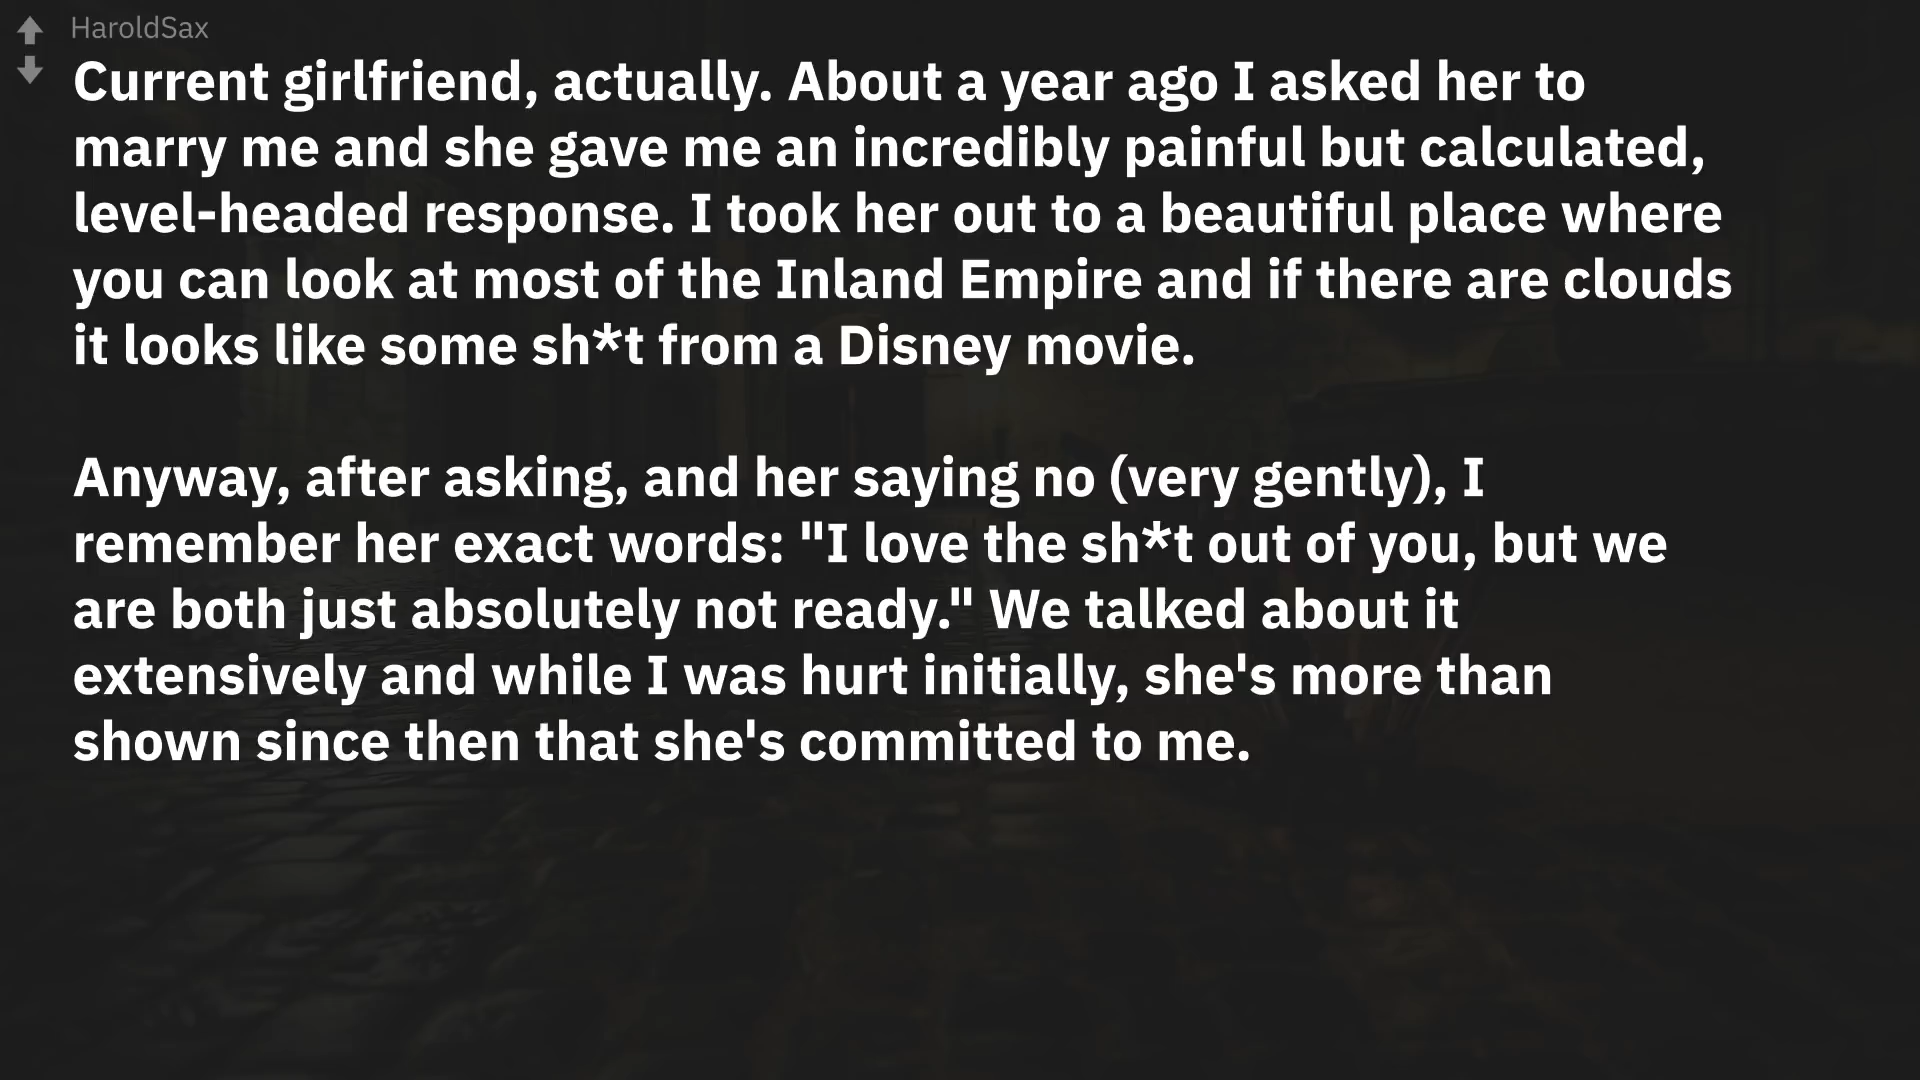 HaroldSax
Current girlfriend, actually. About a year ago I asked her to
marry me and she gave me an incredibly painful but calculated,
level-headed response. I took her out to a beautiful place where
you can look at most of the Inland Empire and if there are clouds
it looks like some sh*t from a Disney movie.
Anyway, after asking, and her saying no (very gently), I
remember her exact words: "I love the sh*t out of you, but we
are both just absolutely not ready." We talked about it
extensively and while I was hurt initially, she's more than
shown since then that she's committed to me.